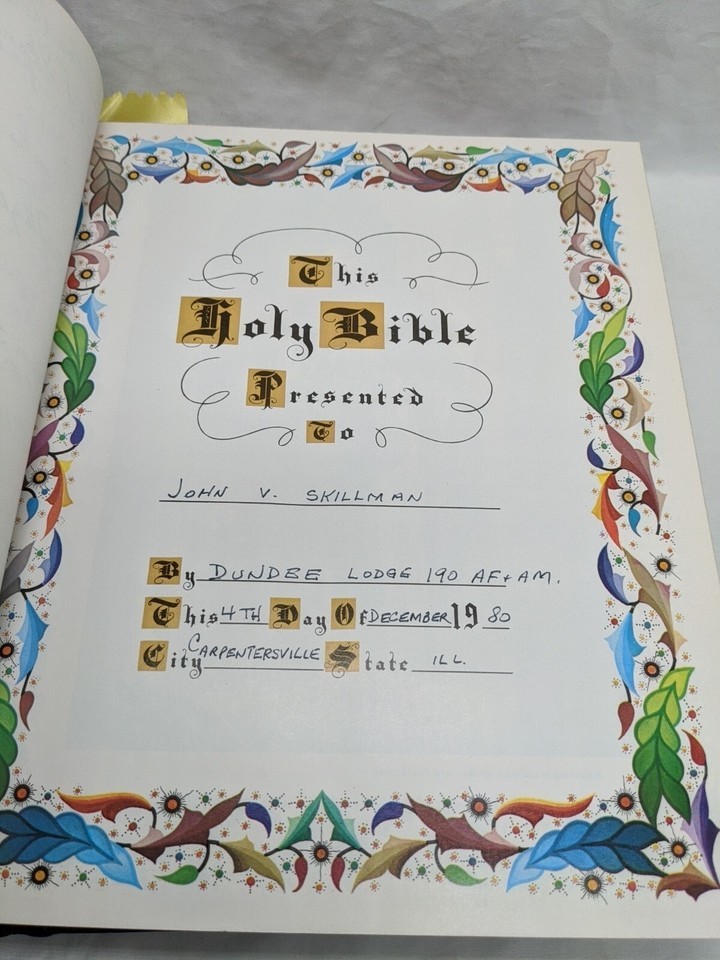 This
Holy Bible
Presented
To
JOHN V. SKILLMAN
By DUNDEE LODGE 190 AF+AM.
This 4TH Day Of DECEMBER 19 80
City CARPENTERSVILLE State ILL.